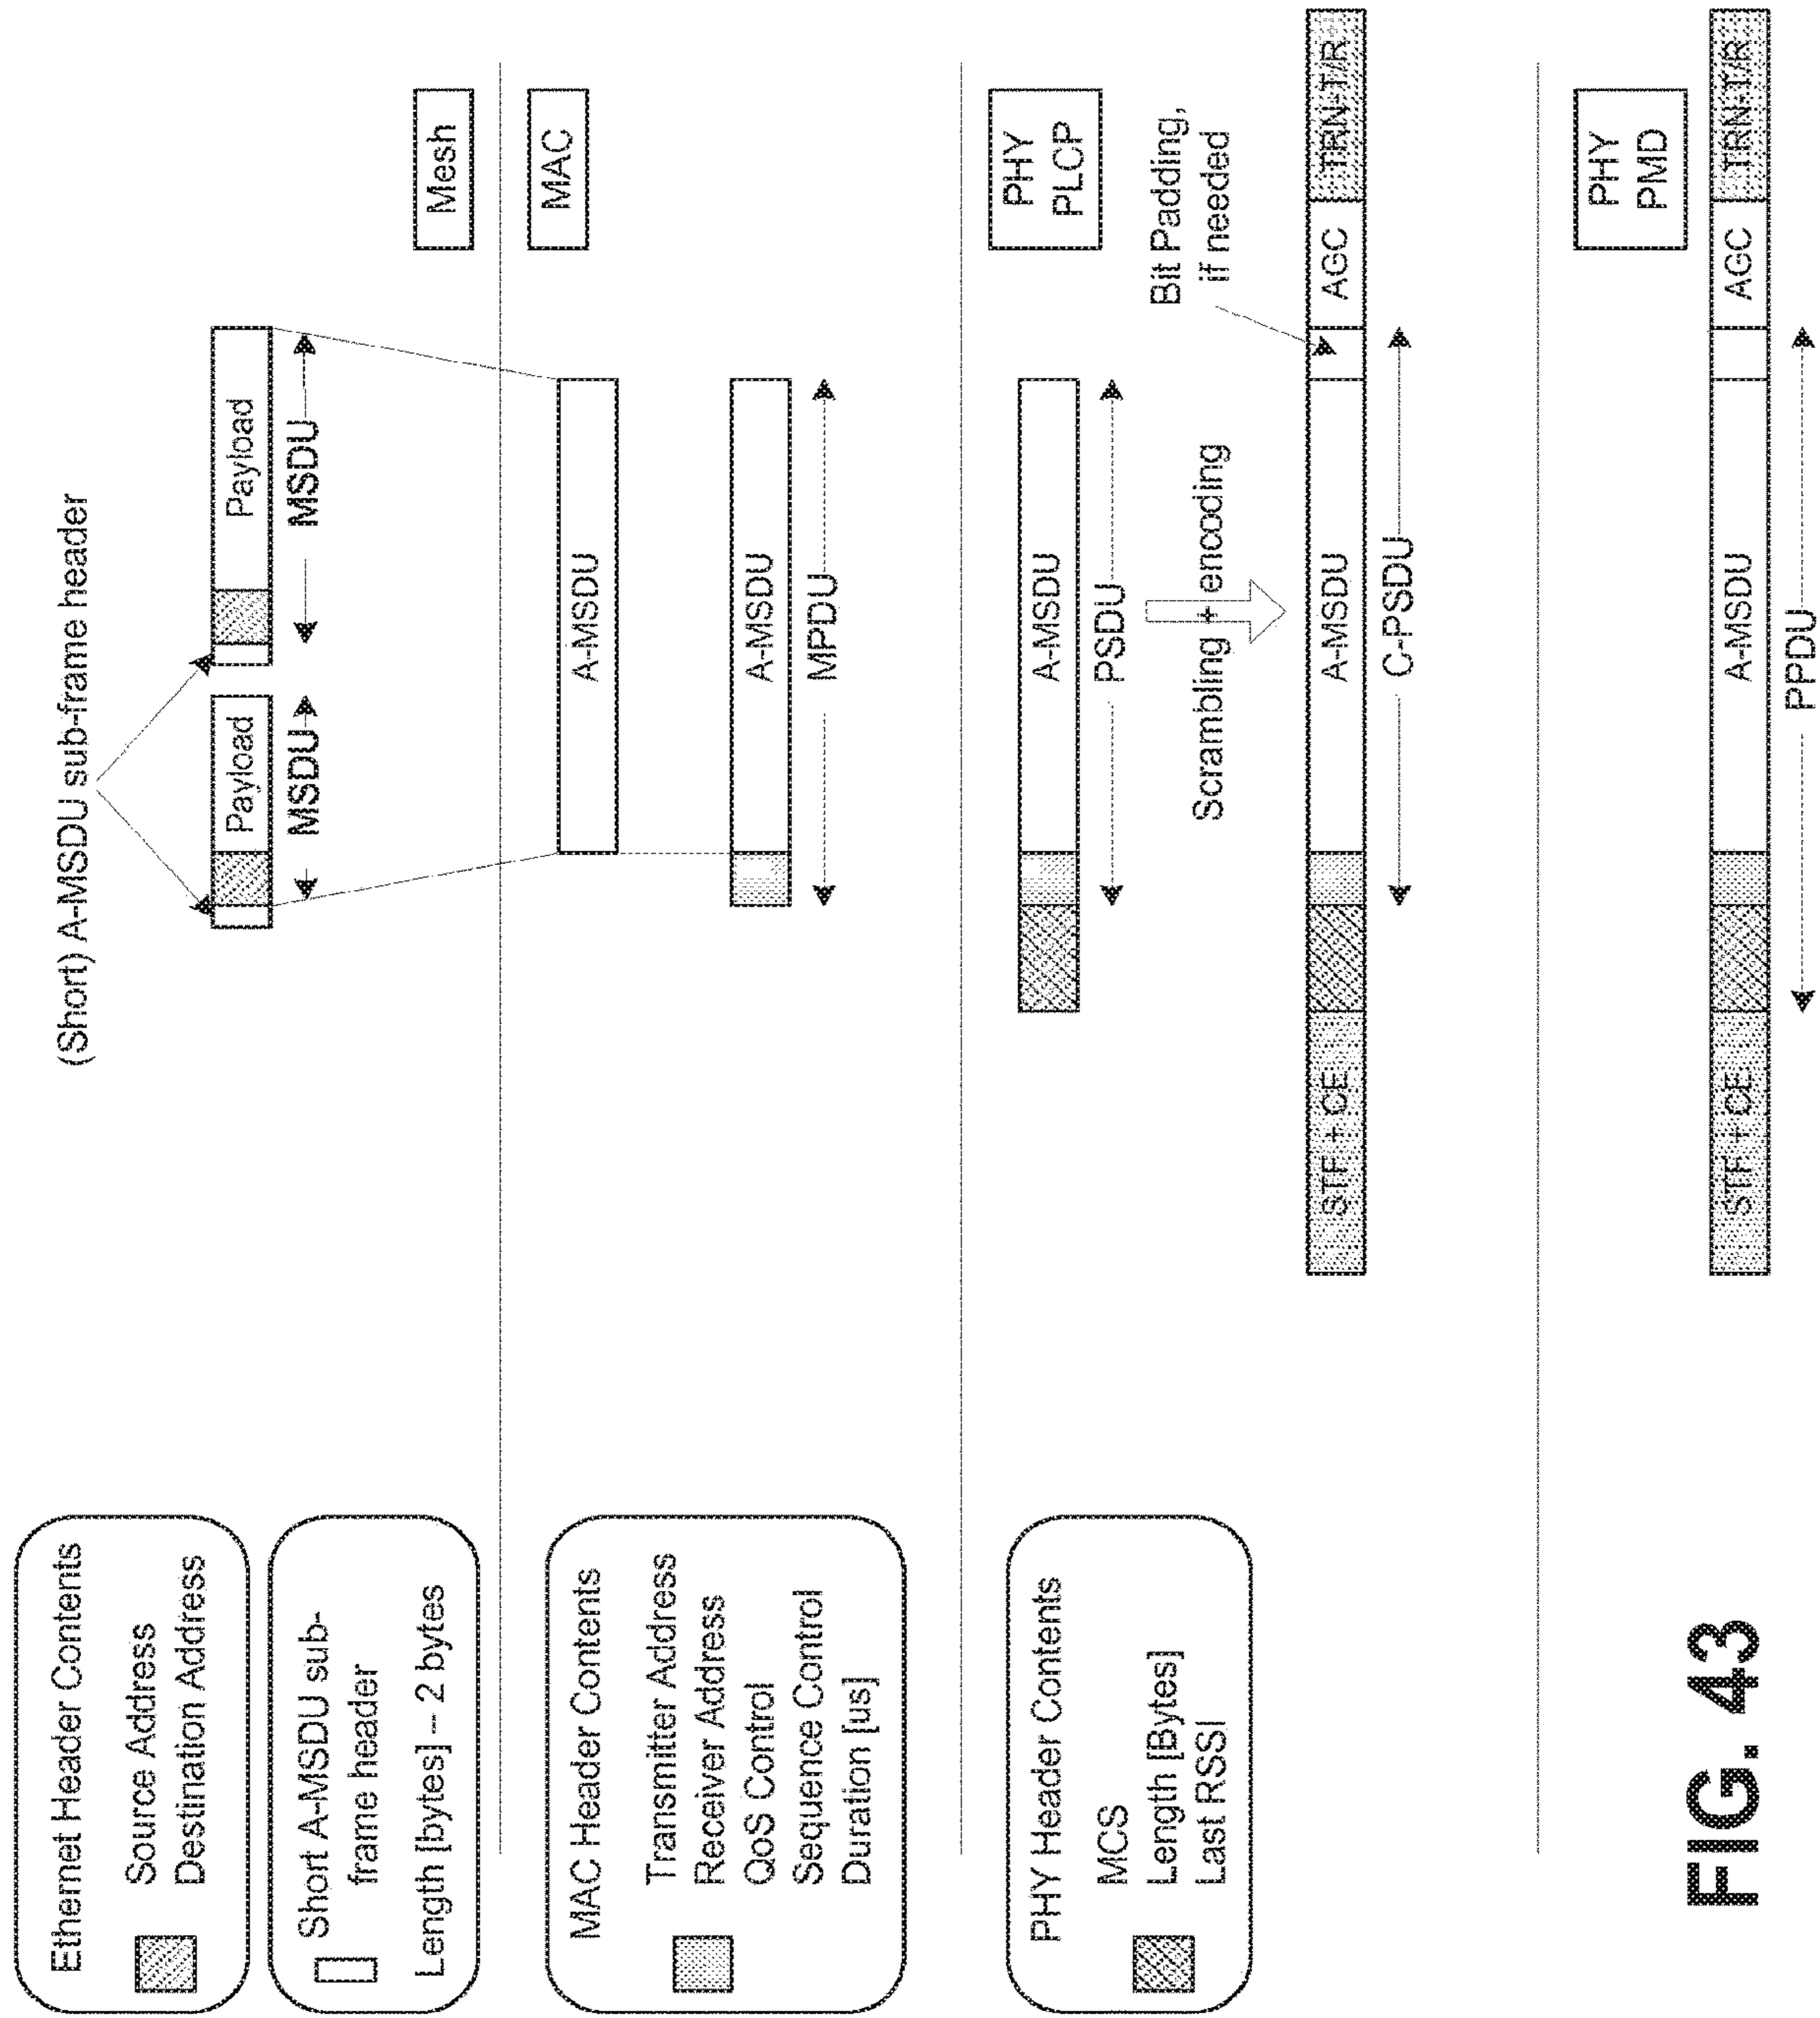 Ethernet Header Contents
Source Address
Destination Address
Short A-MSDU sub-
frame header
Length [bytes] -- 2 bytes
(Short) A-MSDU sub-frame header
Payload
Payload
MSDU
MSDU
Mesh
MAC Header Contents
Transmitter Address
Receiver Address
QoS Control
Sequence Control
Duration [us]
MAC
A-MSDU
A-MSDU
MPDU
PHY Header Contents
MCS
Length [Bytes]
Last RSSI
PHY
PLCP
A-MSDU
PSDU
Scrambling + encoding
Bit Padding,
if needed
STF + CE
A-MSDU
AGC
TRN-T/R
C-PSDU
PHY
PMD
STF + CE
A-MSDU
AGC
TRN-T/R
PPDU
FIG. 43